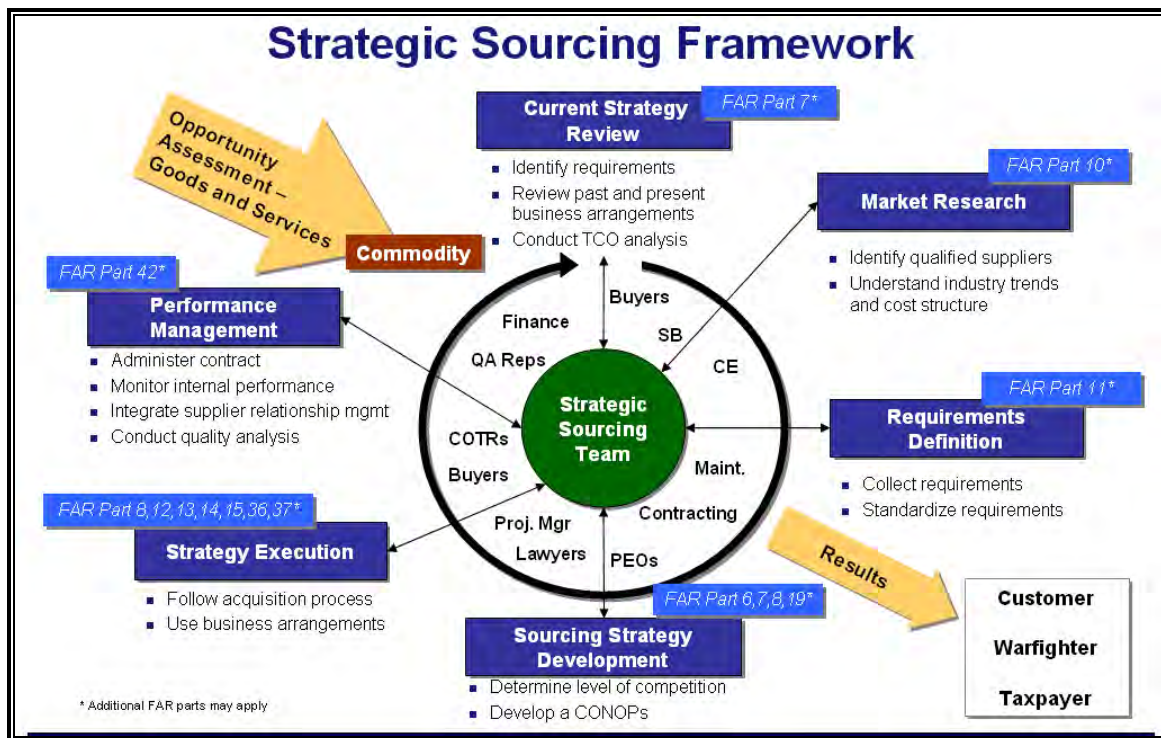 Strategic Sourcing Framework
Opportunity
Assessment –
Goods and Services
Commodity
FAR Part 7*
Current Strategy
Review
▪ Identify requirements
▪ Review past and present
business arrangements
▪ Conduct TCO analysis
FAR Part 10*
Market Research
▪ Identify qualified suppliers
▪ Understand industry trends
and cost structure
FAR Part 11*
Requirements
Definition
▪ Collect requirements
▪ Standardize requirements
FAR Part 6,7,8,19*
Sourcing Strategy
Development
▪ Determine level of competition
▪ Develop a CONOPs
FAR Part 8,12,13,14,15,36,37*
Strategy Execution
▪ Follow acquisition process
▪ Use business arrangements
FAR Part 42*
Performance
Management
▪ Administer contract
▪ Monitor internal performance
▪ Integrate supplier relationship mgmt
▪ Conduct quality analysis
Strategic
Sourcing
Team
Buyers
SB
CE
Maint.
Contracting
PEOs
Lawyers
Proj. Mgr
Buyers
COTRs
QA Reps
Finance
Results
Customer
Warfighter
Taxpayer
* Additional FAR parts may apply